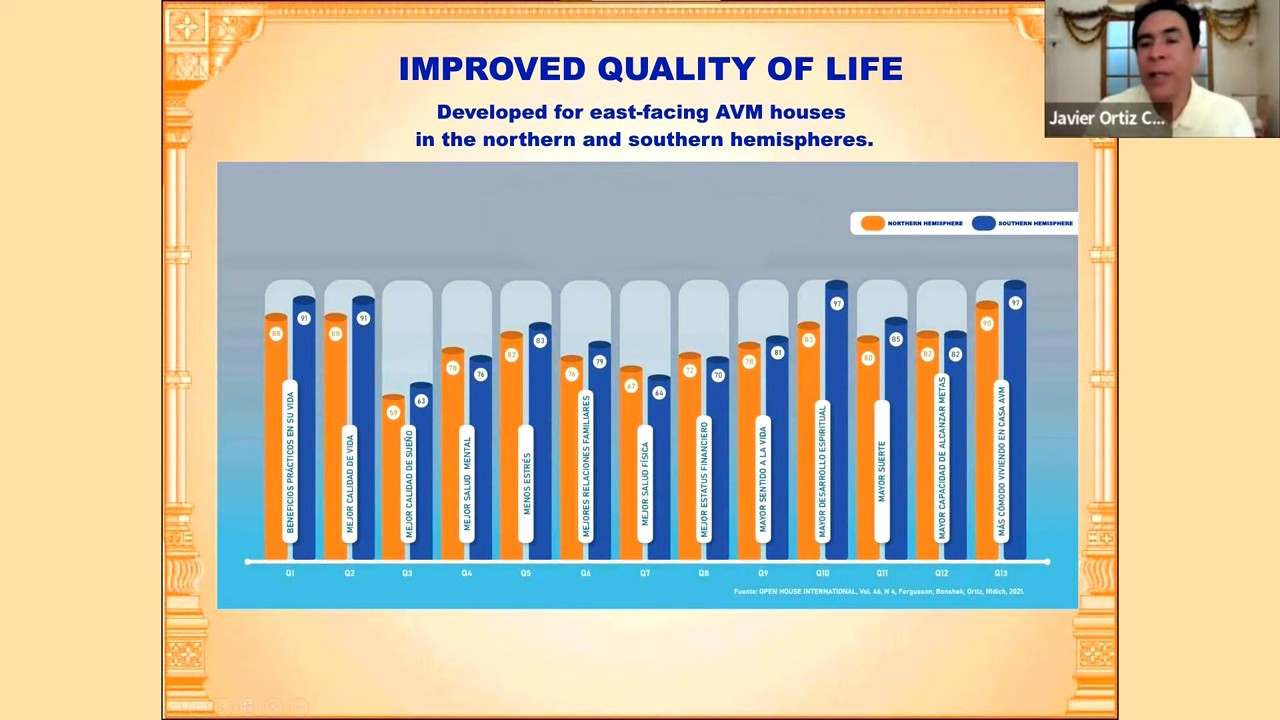 IMPROVED QUALITY OF LIFE
Developed for east-facing AVM houses
in the northern and southern hemispheres.
Javier Ortiz C...
NORTHERN HEMISPHERE SOUTHERN HEMISPHERE
88 91
88 91
59 63
78 76
82 83
76 79
67 64
72 70
78 81
83 97
80 85
82 82
90 97
BENEFICIOS PRÁCTICOS EN SU VIDA
MEJOR CALIDAD DE VIDA
MEJOR CALIDAD DE SUEÑO
MEJOR SALUD MENTAL
MENOS ESTRÉS
MEJORES RELACIONES FAMILIARES
MEJOR SALUD FÍSICA
MEJOR ESTATUS FINANCIERO
MAYOR SENTIDO A LA VIDA
MAYOR DESARROLLO ESPIRITUAL
MAYOR SUERTE
MAYOR CAPACIDAD DE ALCANZAR METAS
MÁS CÓMODO VIVIENDO EN CASA AVM
Q1 Q2 Q3 Q4 Q5 Q6 Q7 Q8 Q9 Q10 Q11 Q12 Q13
Fuente: OPEN HOUSE INTERNATIONAL, Vol. 46, N 4, Fergusson, Bonshek, Ortiz, Nidich, 2021.